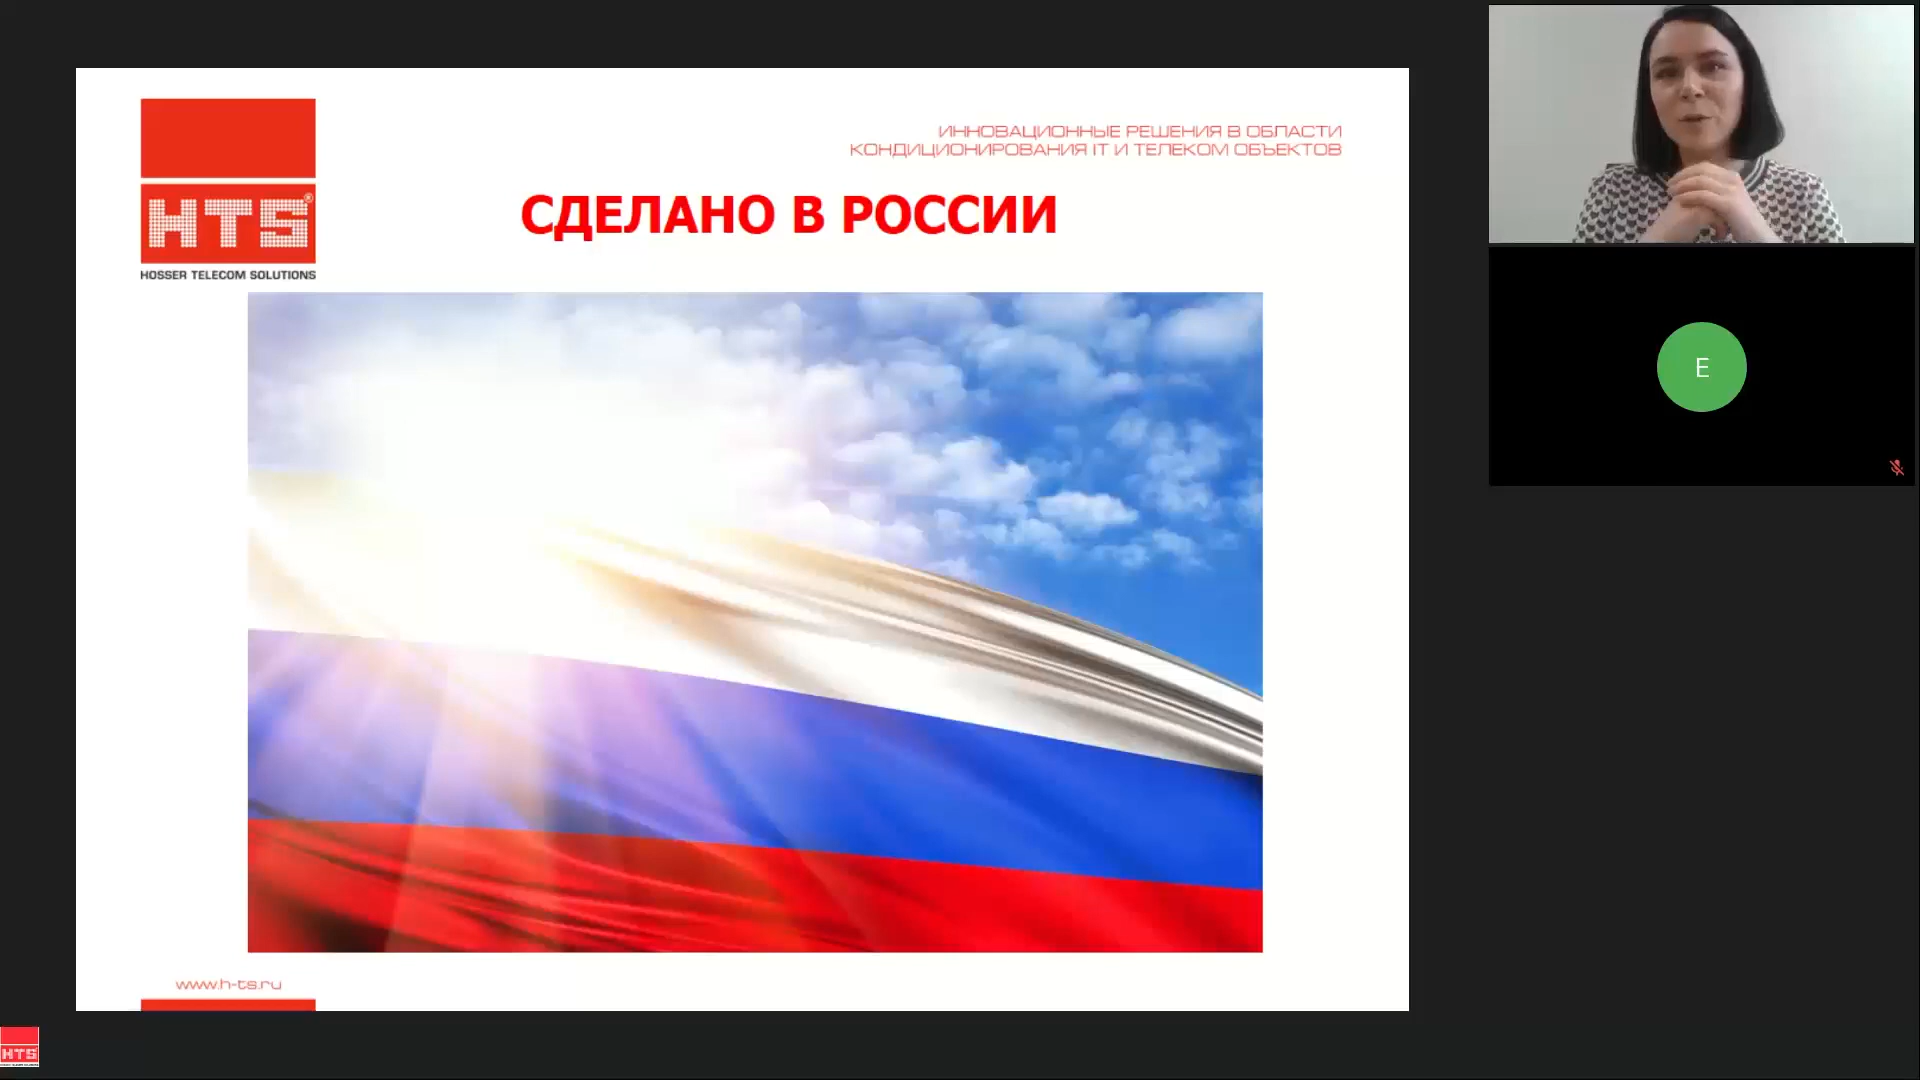 HTS®
HOSSER TELECOM SOLUTIONS
ИННОВАЦИОННЫЕ РЕШЕНИЯ В ОБЛАСТИ
КОНДИЦИОНИРОВАНИЯ IT И ТЕЛЕКОМ ОБЪЕКТОВ
СДЕЛАНО В РОССИИ
www.h-ts.ru
E
HTS